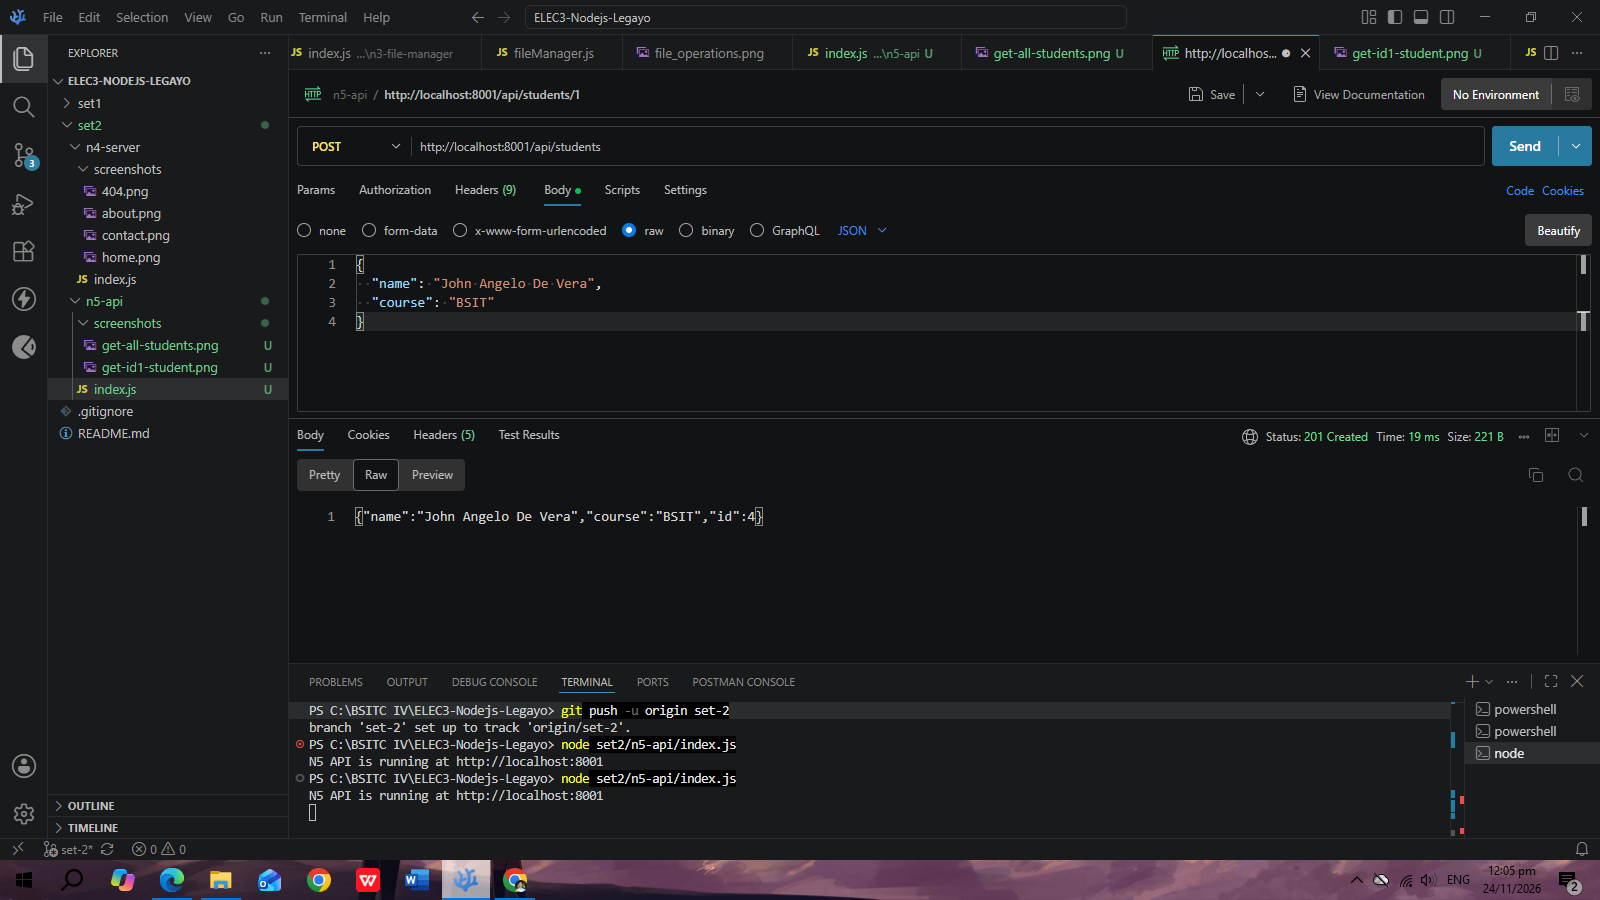 File Edit Selection View Go Run Terminal Help
ELEC3-Nodejs-Legayo
EXPLORER
index.js ...\n3-file-manager
fileManager.js
file_operations.png
index.js ...\n5-api U
get-all-students.png U
http://localhos...
get-id1-student.png U
JS
ELEC3-NODEJS-LEGAYO
set1
set2
n4-server
screenshots
404.png
about.png
contact.png
home.png
JS index.js
n5-api
screenshots
get-all-students.png U
get-id1-student.png U
JS index.js U
.gitignore
README.md
OUTLINE
TIMELINE
3
HTTP n5-api / http://localhost:8001/api/students/1
Save
View Documentation
No Environment
POST http://localhost:8001/api/students
Send
Params Authorization Headers (9) Body Scripts Settings
Code Cookies
none form-data x-www-form-urlencoded raw binary GraphQL JSON
Beautify
1 {
2 "name": "John Angelo De Vera",
3 "course": "BSIT"
4 }
Body Cookies Headers (5) Test Results
Status: 201 Created Time: 19 ms Size: 221 B
Pretty Raw Preview
1 {"name":"John Angelo De Vera","course":"BSIT","id":4}
PROBLEMS OUTPUT DEBUG CONSOLE TERMINAL PORTS POSTMAN CONSOLE
PS C:\BSITC IV\ELEC3-Nodejs-Legayo> git push -u origin set-2
branch 'set-2' set up to track 'origin/set-2'.
PS C:\BSITC IV\ELEC3-Nodejs-Legayo> node set2/n5-api/index.js
N5 API is running at http://localhost:8001
PS C:\BSITC IV\ELEC3-Nodejs-Legayo> node set2/n5-api/index.js
N5 API is running at http://localhost:8001
powershell
powershell
node
set-2* 0 0
ENG
12:05 pm
24/11/2026
2